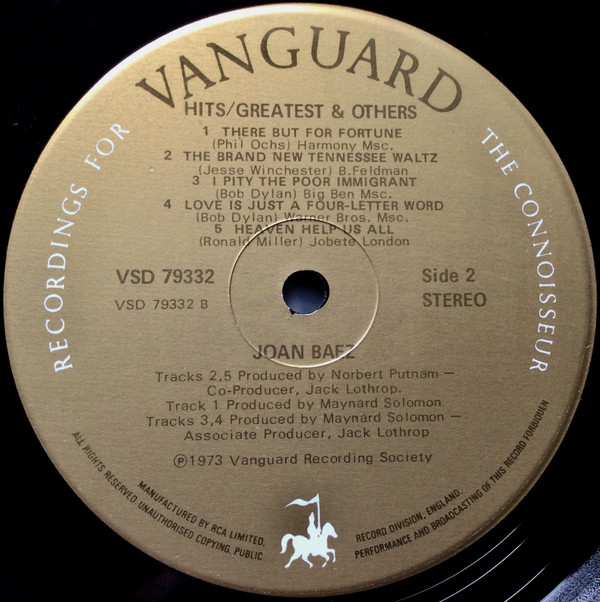 VANGUARD
RECORDINGS FOR THE CONNOISSEUR
HITS/GREATEST & OTHERS
1 THERE BUT FOR FORTUNE
(Phil Ochs) Harmony Msc.
2 THE BRAND NEW TENNESSEE WALTZ
(Jesse Winchester) B.Feldman
3 I PITY THE POOR IMMIGRANT
(Bob Dylan) Big Ben Msc.
4 LOVE IS JUST A FOUR-LETTER WORD
(Bob Dylan) Warner Bros. Msc.
5 HEAVEN HELP US ALL
(Ronald Miller) Jobete London
VSD 79332 Side 2
VSD 79332 B STEREO
JOAN BAEZ
Tracks 2,5 Produced by Norbert Putnam —
Co-Producer, Jack Lothrop.
Track 1 Produced by Maynard Solomon
Tracks 3,4 Produced by Maynard Solomon —
Associate Producer, Jack Lothrop
Ⓟ1973 Vanguard Recording Society
MANUFACTURED BY RCA LIMITED, RECORD DIVISION, ENGLAND.
ALL RIGHTS RESERVED. UNAUTHORISED COPYING, PUBLIC PERFORMANCE AND BROADCASTING OF THIS RECORD FORBIDDEN